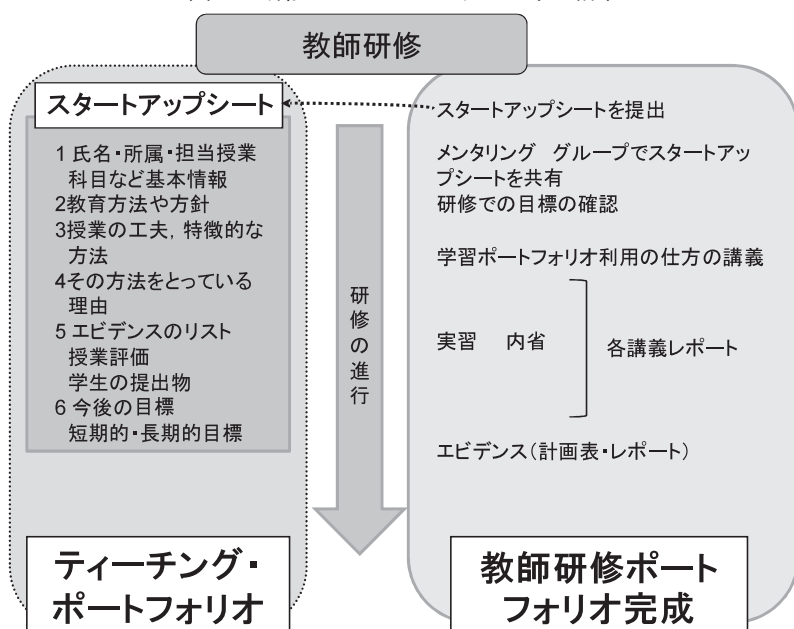 教師研修
スタートアップシート
1 氏名・所属・担当授業
科目など基本情報
2教育方法や方針
3授業の工夫, 特徴的な
方法
4その方法をとっている
理由
5 エビデンスのリスト
授業評価
学生の提出物
6 今後の目標
短期的・長期的目標
ティーチング・
ポートフォリオ
研修の進行
スタートアップシートを提出
メンタリング グループでスタートアッ
プシートを共有
研修での目標の確認
学習ポートフォリオ利用の仕方の講義
実習 内省 各講義レポート
エビデンス(計画表・レポート)
教師研修ポート
フォリオ完成